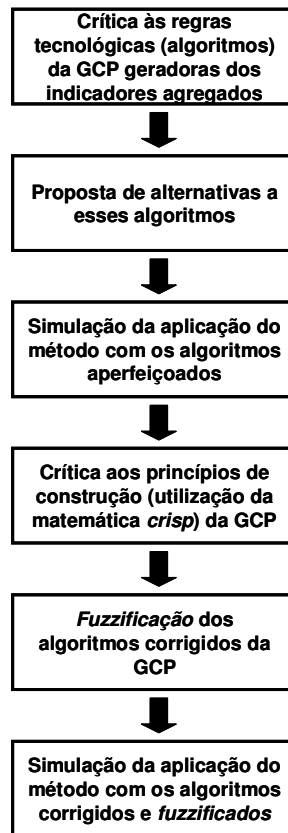 Crítica às regras
tecnológicas (algoritmos)
da GCP geradoras dos
indicadores agregados
Proposta de alternativas a
esses algoritmos
Simulação da aplicação do
método com os algoritmos
aperfeiçoados
Crítica aos princípios de
construção (utilização da
matemática crisp) da GCP
Fuzzificação dos
algoritmos corrigidos da
GCP
Simulação da aplicação do
método com os algoritmos
corrigidos e fuzzificados